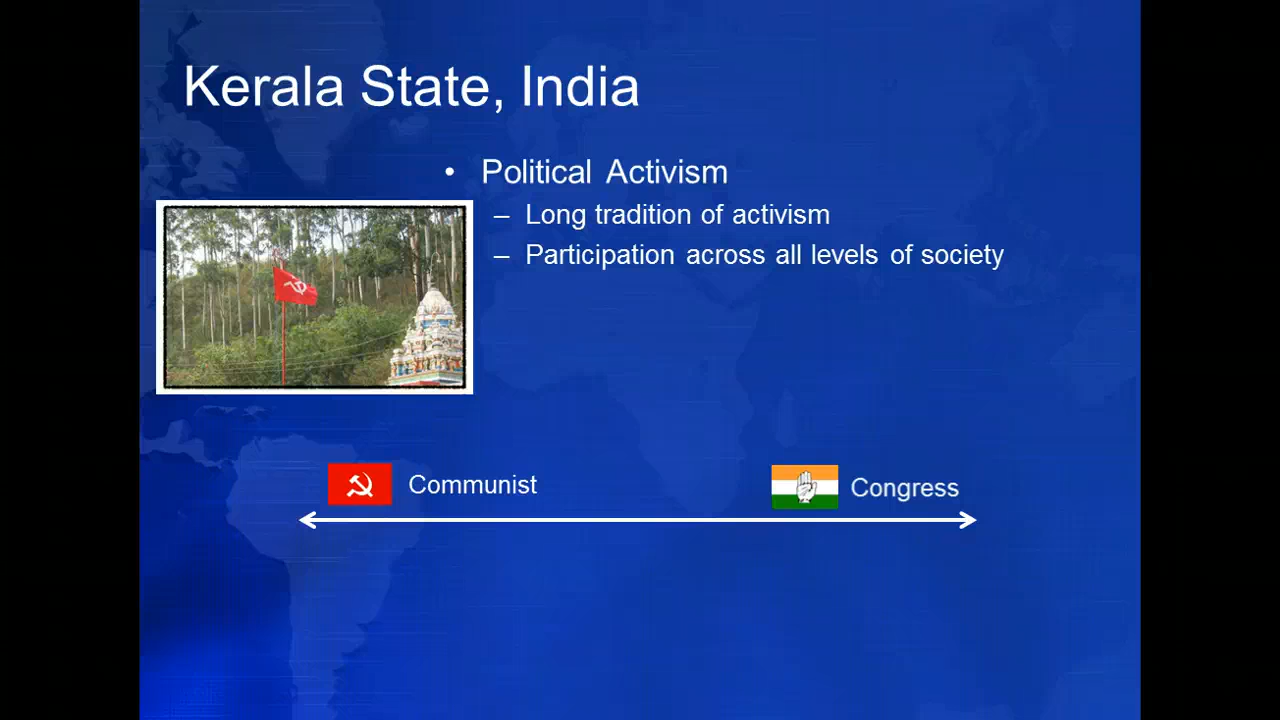 Kerala State, India
• Political Activism
– Long tradition of activism
– Participation across all levels of society
Communist
Congress